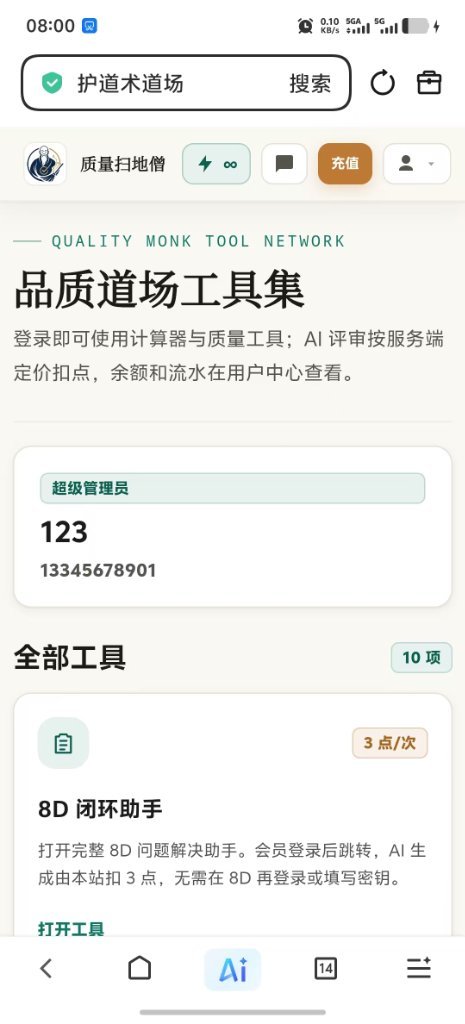 08:00
0.10 KB/s 5GA 5G
护道术道场 搜索
质量扫地僧 ∞ 充值
QUALITY MONK TOOL NETWORK
品质道场工具集
登录即可使用计算器与质量工具；AI 评审按服务端
定价扣点，余额和流水在用户中心查看。
超级管理员
123
13345678901
全部工具 10 项
3 点/次
8D 闭环助手
打开完整 8D 问题解决助手。会员登录后跳转，AI 生
成由本站扣 3 点，无需在 8D 再登录或填写密钥。
打开工具
Ai 14